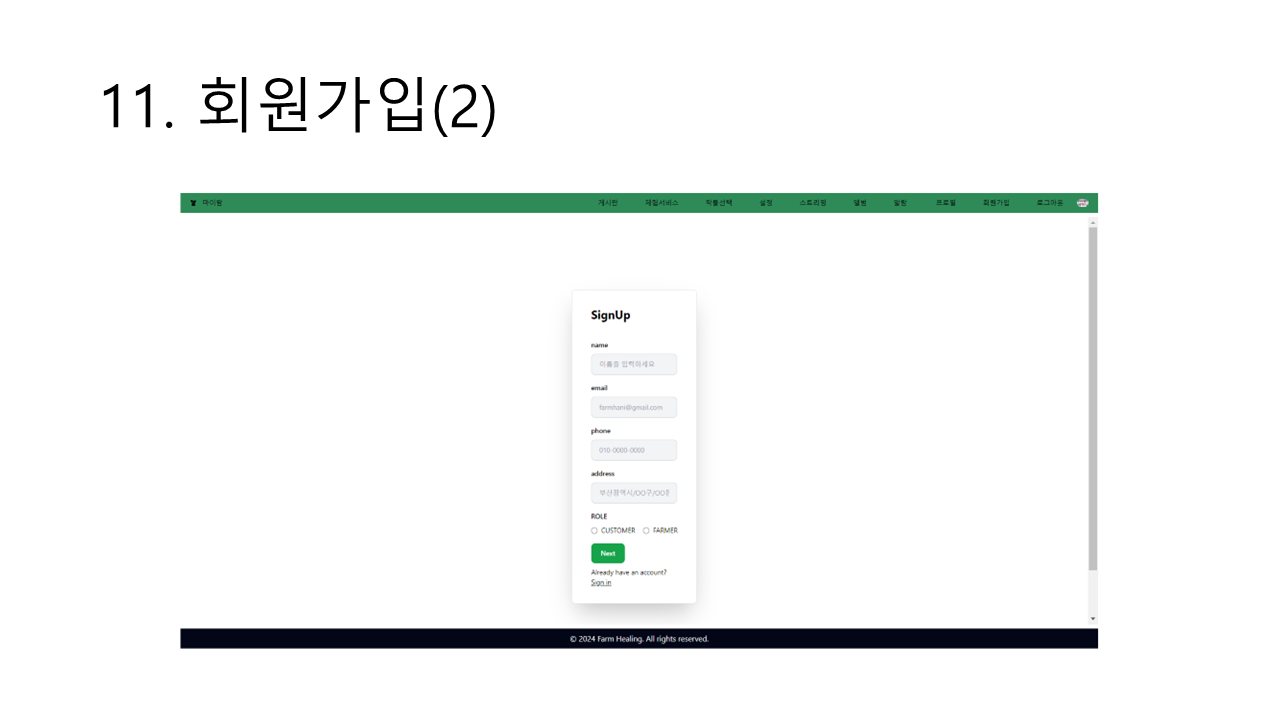 11. 회원가입(2)
마이팜 게시판 체험서비스 작물선택 설정 스트리밍 앨범 알람 프로필 회원가입 로그아웃
SignUp
name
이름을 입력하세요
email
farmhani@gmail.com
phone
010-0000-0000
address
부산광역시/OO구/OO동
ROLE
CUSTOMER FARMER
Next
Already have an account?
Sign in
© 2024 Farm Healing. All rights reserved.